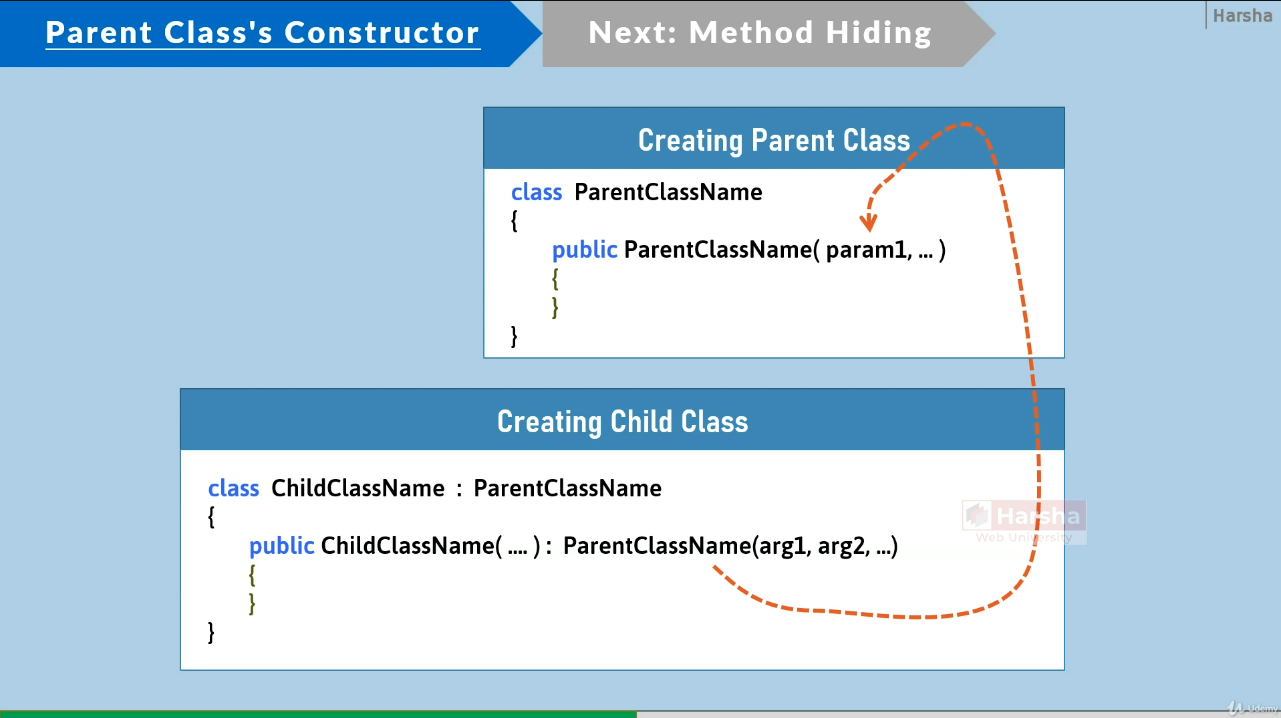 Parent Class's Constructor
Next: Method Hiding
Harsha
Creating Parent Class
class ParentClassName
{
public ParentClassName( param1, ... )
{
}
}
Creating Child Class
class ChildClassName : ParentClassName
{
public ChildClassName( .... ) : ParentClassName(arg1, arg2, ...)
{
}
}
Harsha
Web University
Udemy